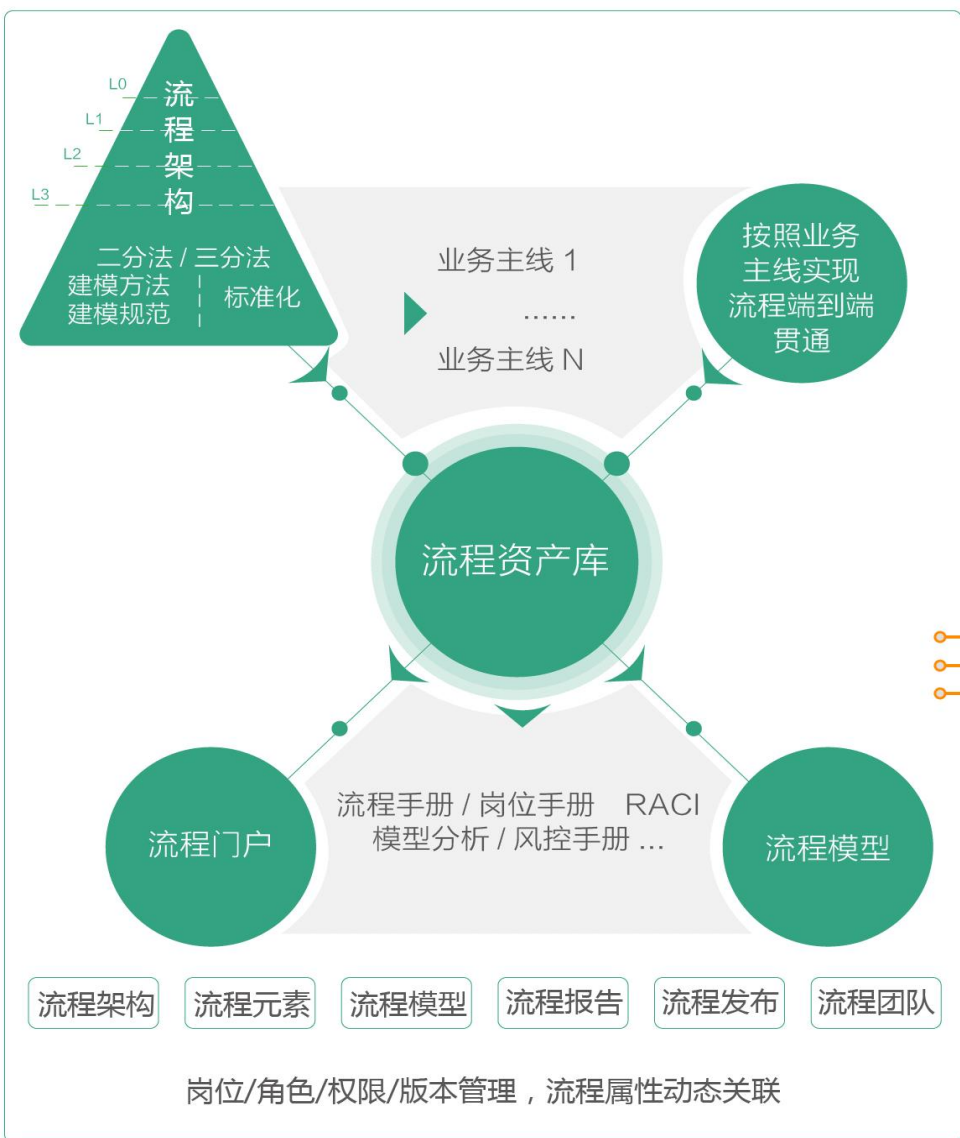 L0
L1
L2
L3
流
程
架
构
二分法 / 三分法
建模方法
建模规范
标准化
业务主线 1
......
业务主线 N
按照业务
主线实现
流程端到端
贯通
流程资产库
流程门户
流程手册 / 岗位手册 RACI
模型分析 / 风控手册 ...
流程模型
流程架构 流程元素 流程模型 流程报告 流程发布 流程团队
岗位/角色/权限/版本管理，流程属性动态关联